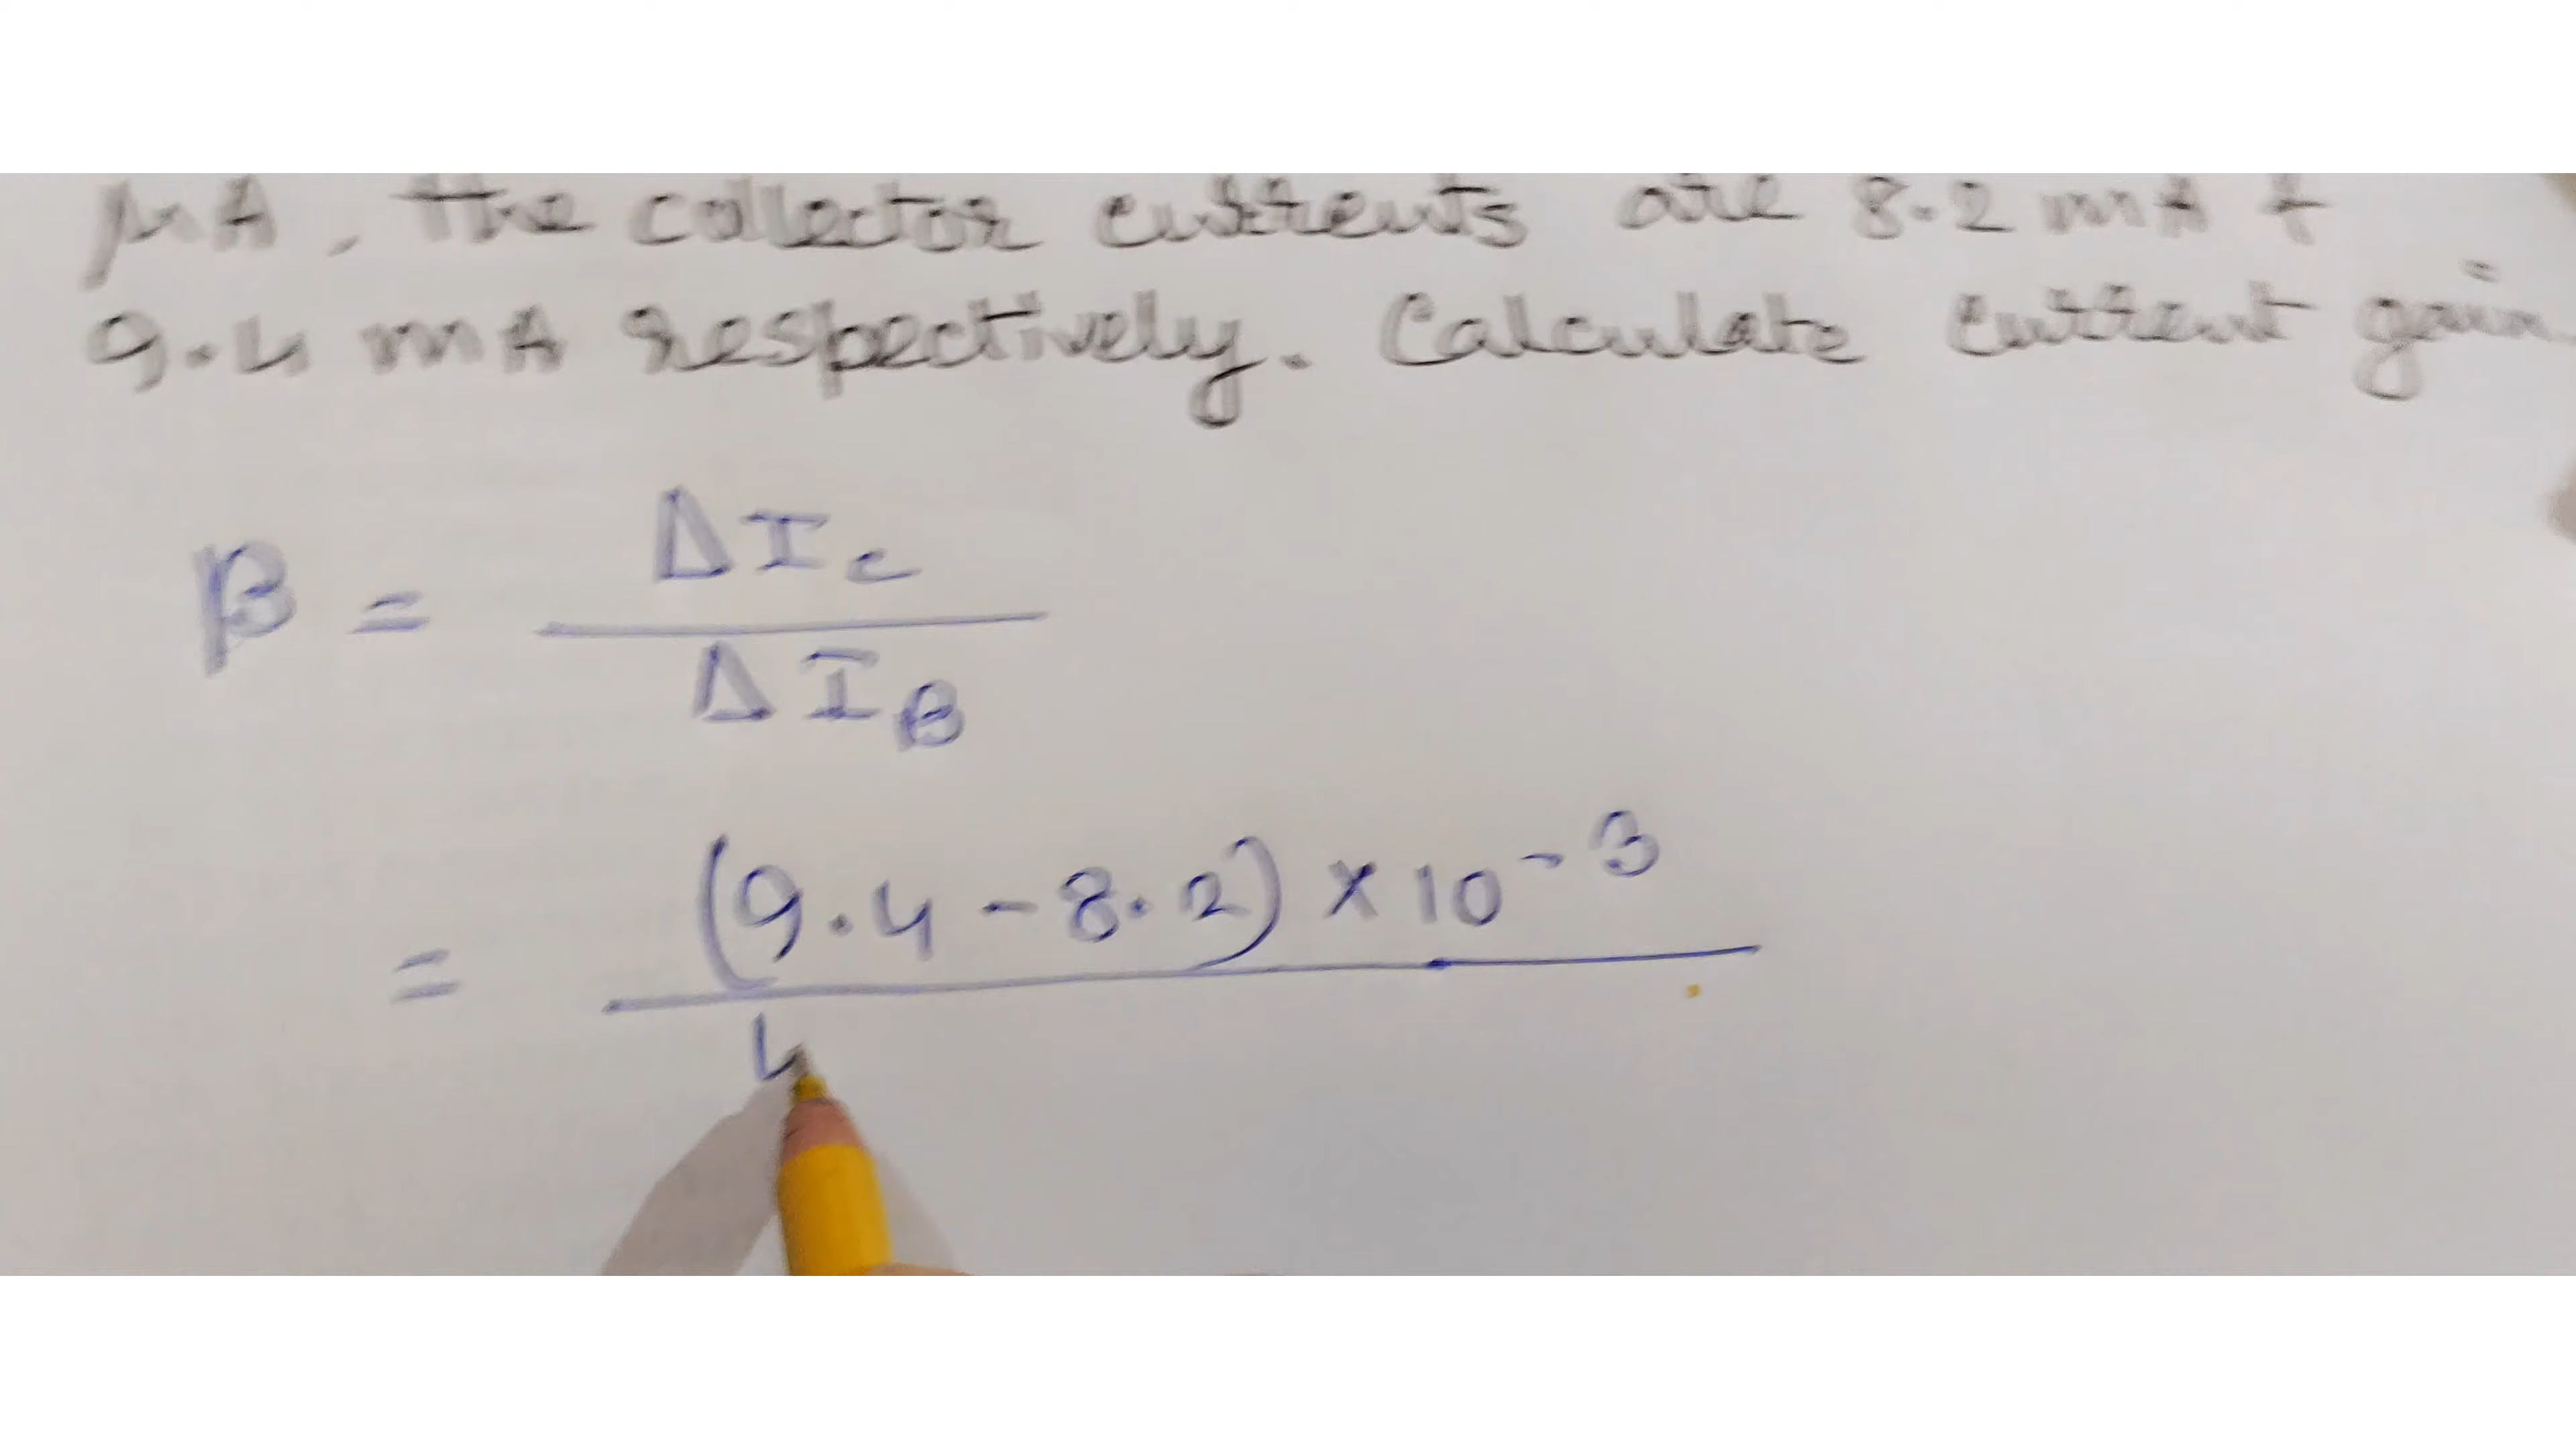 μA, the collector currents are 8.2 mA +
9.4 mA respectively. Calculate current gain
β = ΔIc / ΔIB
= (9.4 - 8.2) × 10^-3 / 4